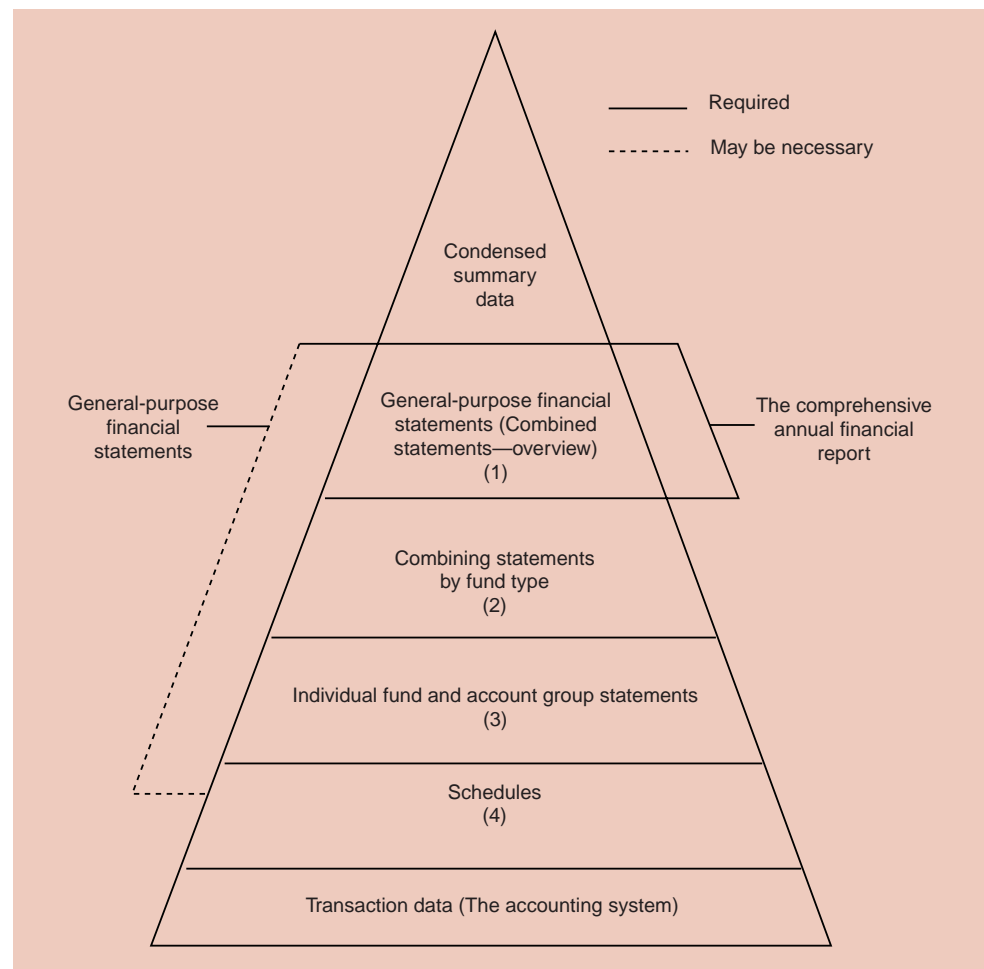 Required
May be necessary
Condensed
summary
data
General-purpose
financial
statements
General-purpose financial
statements (Combined
statements—overview)
(1)
The comprehensive
annual financial
report
Combining statements
by fund type
(2)
Individual fund and account group statements
(3)
Schedules
(4)
Transaction data (The accounting system)